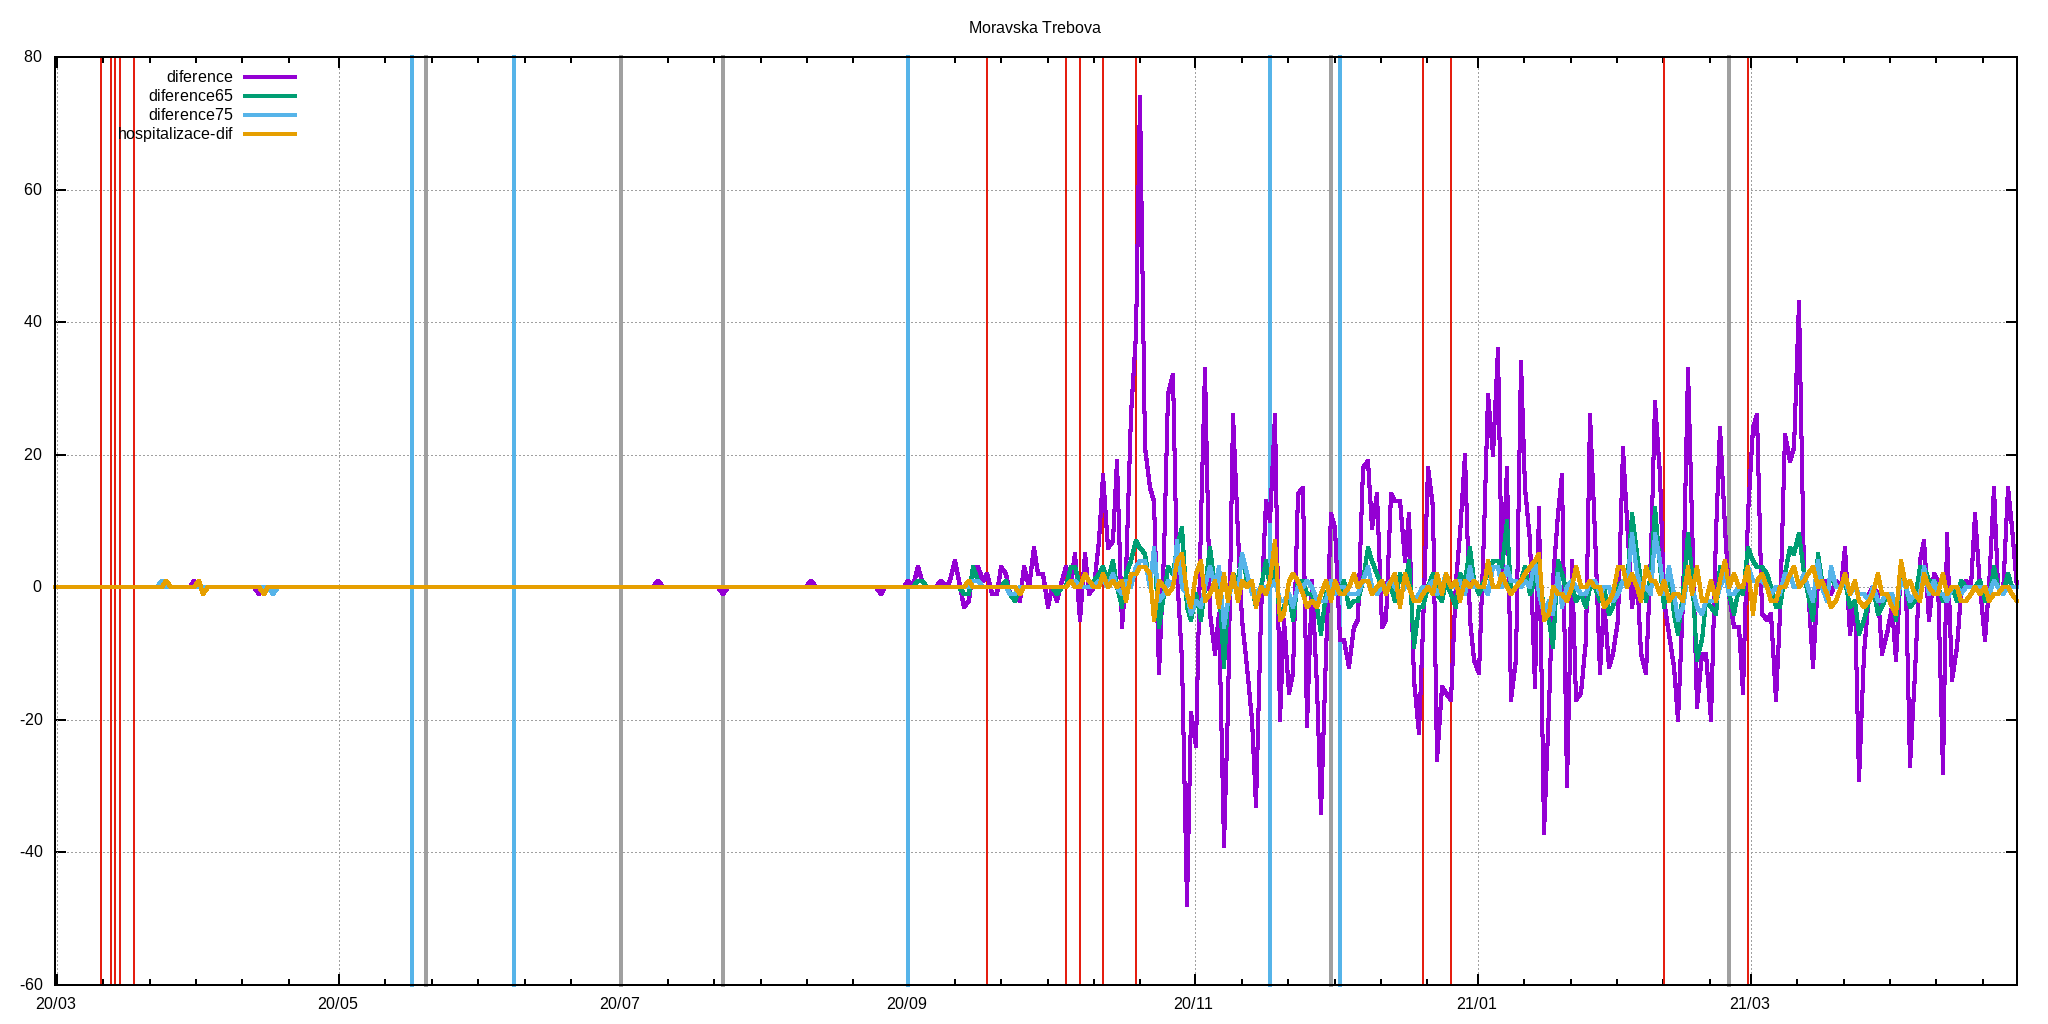 Moravska Trebova
80
60
40
20
0
-20
-40
-60
diference
diference65
diference75
hospitalizace-dif
20/03 20/05 20/07 20/09 20/11 21/01 21/03